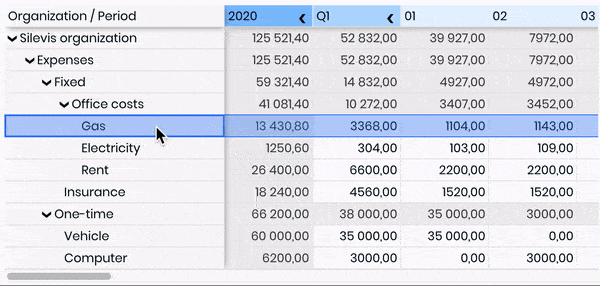 Organization / Period 2020 Q1 01 02 03
Silevis organization 125 521,40 52 832,00 39 927,00 7972,00
Expenses 125 521,40 52 832,00 39 927,00 7972,00
Fixed 59 321,40 14 832,00 4927,00 4972,00
Office costs 41 081,40 10 272,00 3407,00 3452,00
Gas 13 430,80 3368,00 1104,00 1143,00
Electricity 1250,60 304,00 103,00 109,00
Rent 26 400,00 6600,00 2200,00 2200,00
Insurance 18 240,00 4560,00 1520,00 1520,00
One-time 66 200,00 38 000,00 35 000,00 3000,00
Vehicle 60 000,00 35 000,00 35 000,00 0,00
Computer 6200,00 3000,00 0,00 3000,00